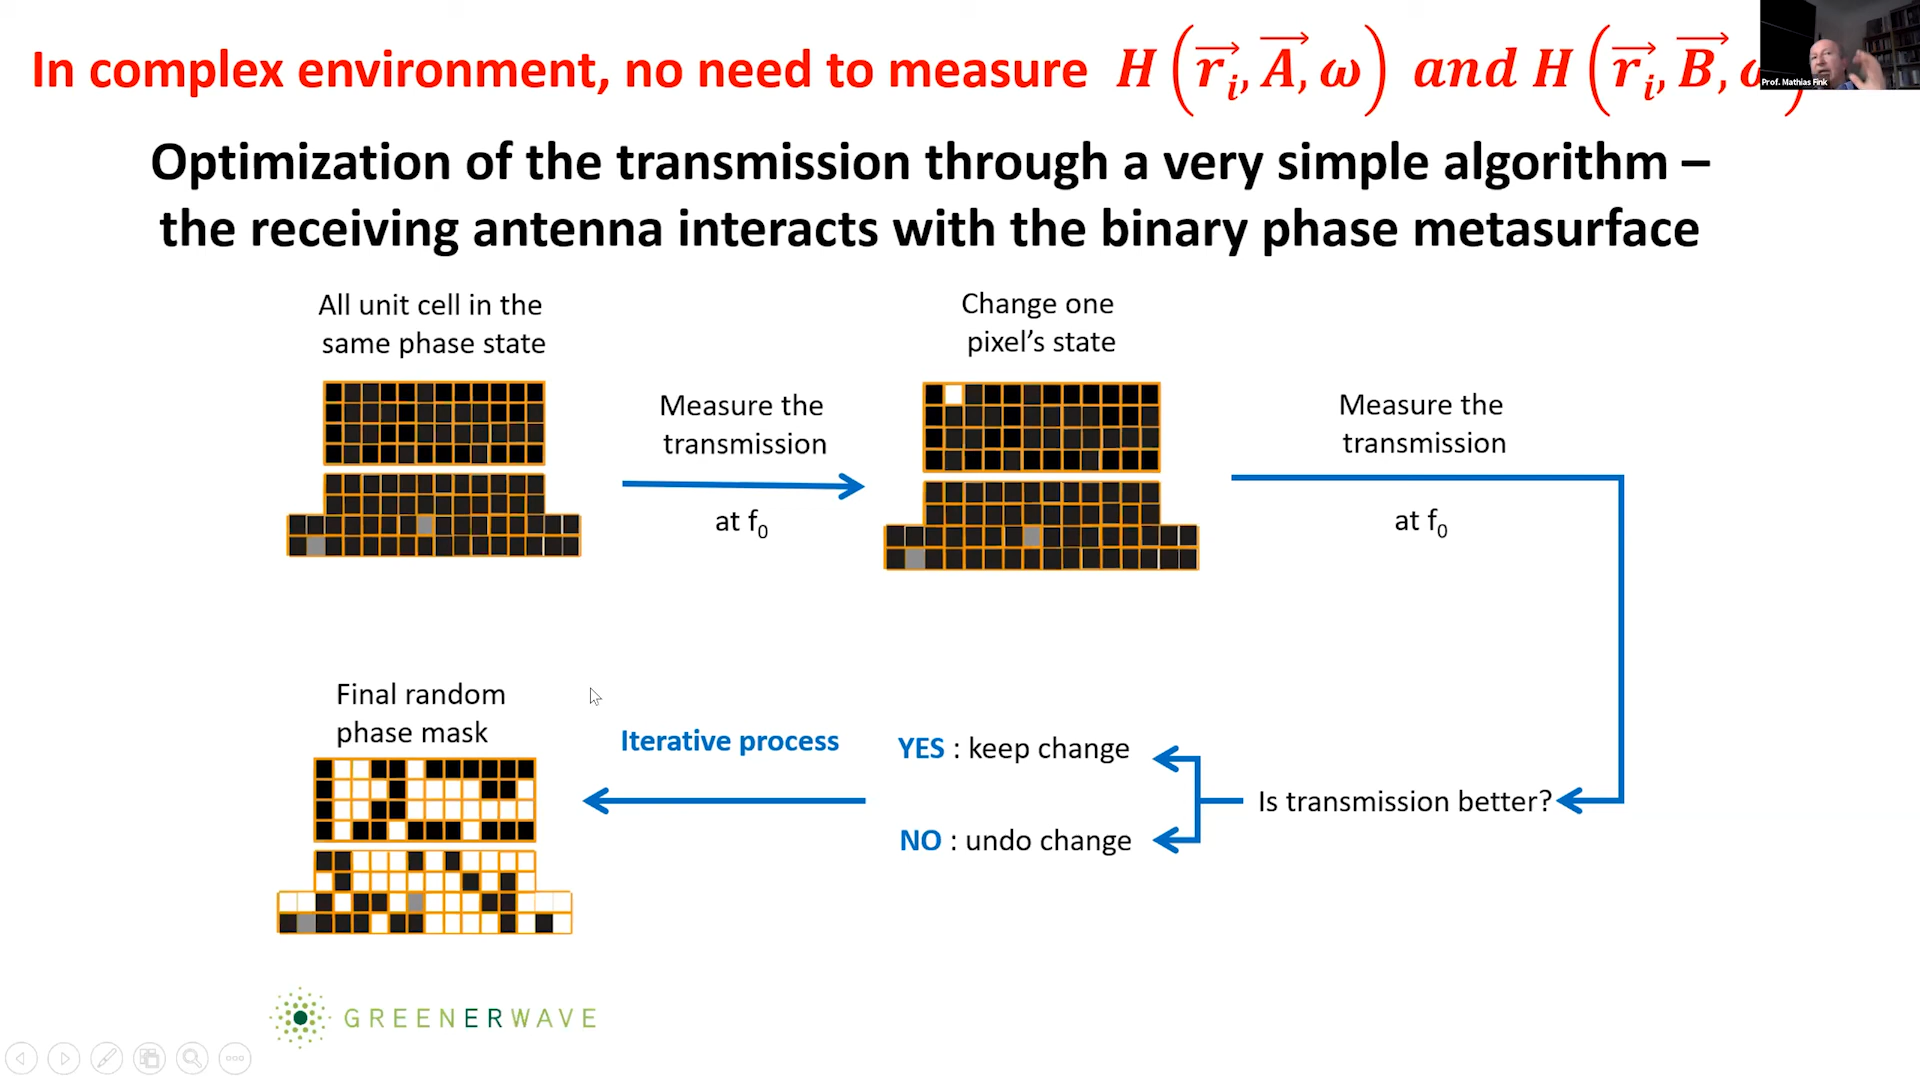 In complex environment, no need to measure H(r⃗ᵢ, A⃗, ω) and H(r⃗ᵢ, B⃗, ω)
Prof. Mathias Fink
Optimization of the transmission through a very simple algorithm –
the receiving antenna interacts with the binary phase metasurface
All unit cell in the
same phase state
Measure the
transmission
at f₀
Change one
pixel's state
Measure the
transmission
at f₀
Is transmission better?
YES : keep change
NO : undo change
Iterative process
Final random
phase mask
GREENERWAVE